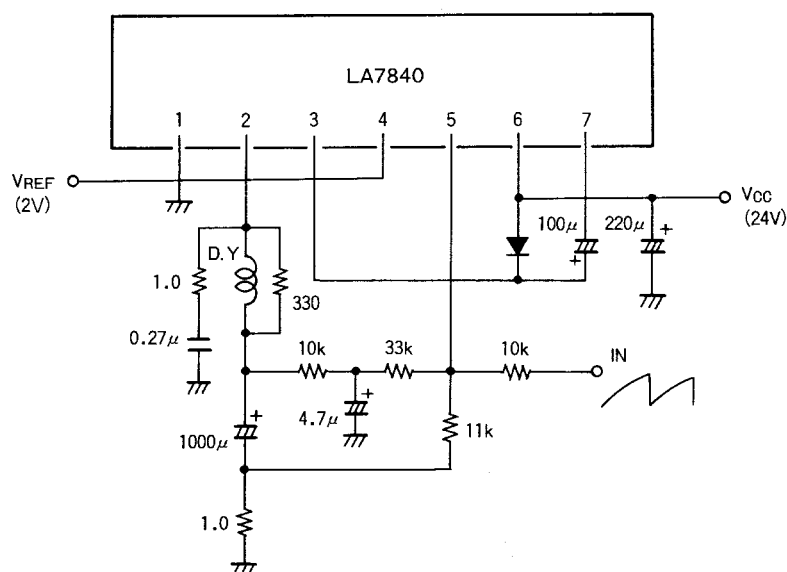 LA7840
1 2 3 4 5 6 7
VREF
(2V)
VCC
(24V)
100μ
+
220μ
+
D.Y
1.0
330
0.27μ
10k
33k
10k
IN
+
4.7μ
+
1000μ
11k
1.0